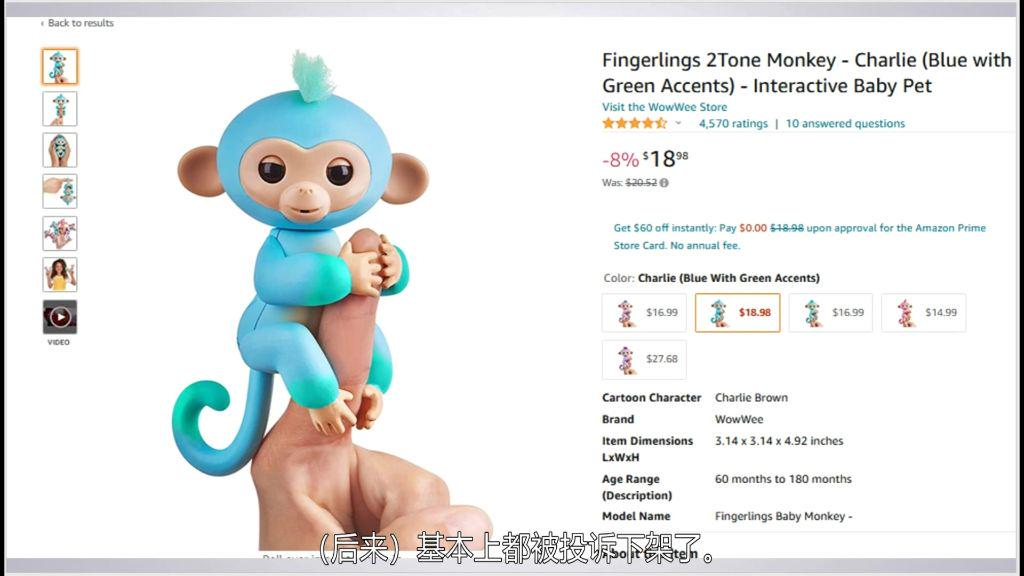 ‹ Back to results
VIDEO
Fingerlings 2Tone Monkey - Charlie (Blue with
Green Accents) - Interactive Baby Pet
Visit the WowWee Store
4,570 ratings | 10 answered questions
-8% $18 98
Was: $20.52
Get $60 off instantly: Pay $0.00 $18.98 upon approval for the Amazon Prime
Store Card. No annual fee.
Color: Charlie (Blue With Green Accents)
$16.99
$18.98
$16.99
$14.99
$27.68
Cartoon Character Charlie Brown
Brand WowWee
Item Dimensions 3.14 x 3.14 x 4.92 inches
LxWxH
Age Range 60 months to 180 months
(Description)
Model Name Fingerlings Baby Monkey -
About
（后来）基本上都被投诉下架了。